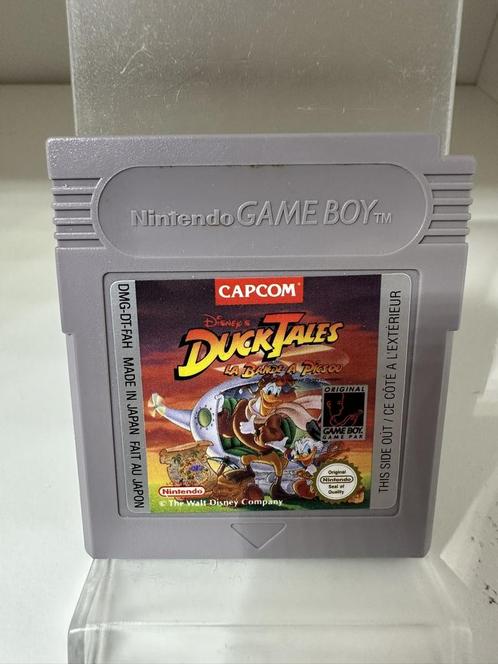 Nintendo GAME BOY TM
CAPCOM
Disney's
DUCKTALES
LA BANDE A PICSOU
ORIGINAL
GAME BOY
GAME PAK
Original
Nintendo
Seal of
Quality
Nintendo
© The Walt Disney Company
DMG-DT-FAH MADE IN JAPAN FAIT AU JAPON
THIS SIDE OUT / CE CÔTÉ A L'EXTÉRIEUR